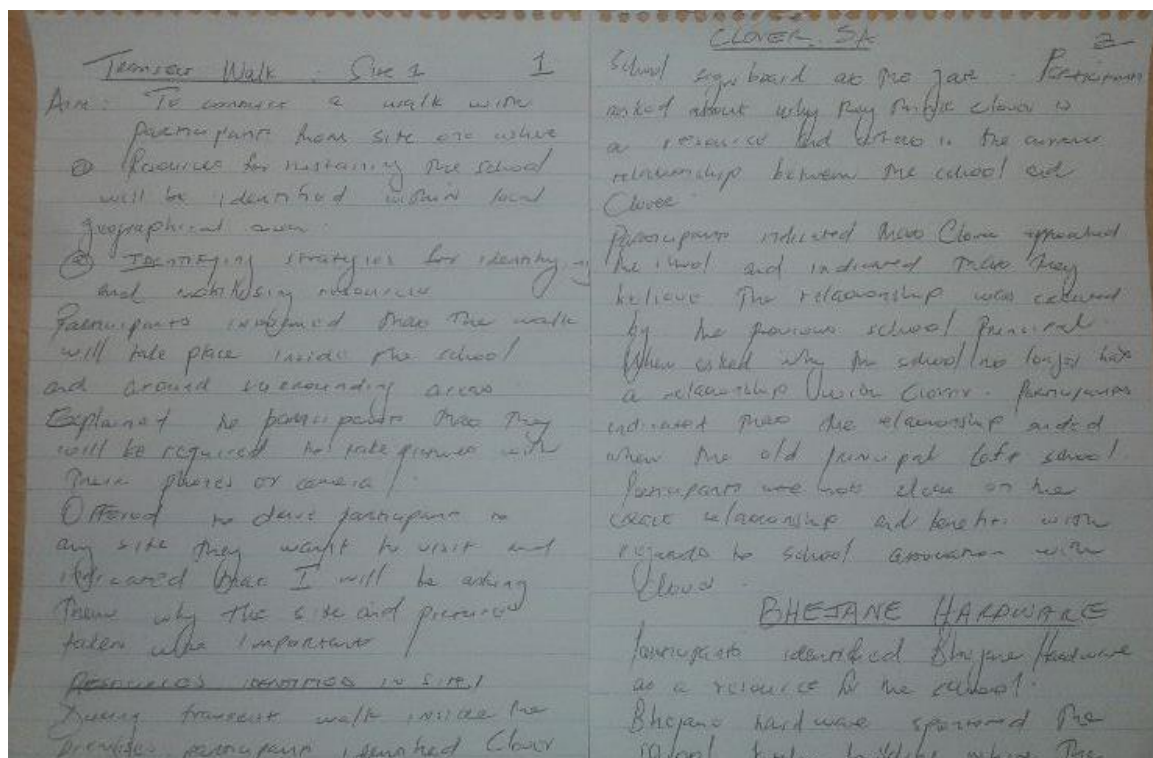 Transect Walk : Site 1 1
Aim: To conduct a walk with
participants from site one where
① Resources for sustaining the school
will be identified within local
geographical area.
② Identifying strategies for identifying
and mobilising resources
Participants informed that the walk
will take place inside the school
and around surrounding areas
Explained to participants that they
will be required to take pictures with
their phones or camera.
Offered to drive participants to
any site they want to visit and
indicated that I will be asking
them why the site and pictures
taken are important
Resources identified in Site 1
During transect walk inside the
premises participants identified Clover
CLOVER SA 2
School sign board at the gate. Participants
asked about why they think Clover is
a resource and what is the current
relationship between the school and
Clover.
Participants indicated that Clover approached
the school and indicated that they
believe the relationship was created
by the previous school Principal.
When asked why the school no longer has
a relationship with Clover. Participants
indicated that the relationship ended
when the old principal left school.
Participants were not clear on the
exact relationship and benefits with
regards to school association with
Clover.
BHEJANE HARDWARE
Participants identified Bhejane Hardware
as a resource for the school.
Bhejane hardware sponsored the
school the